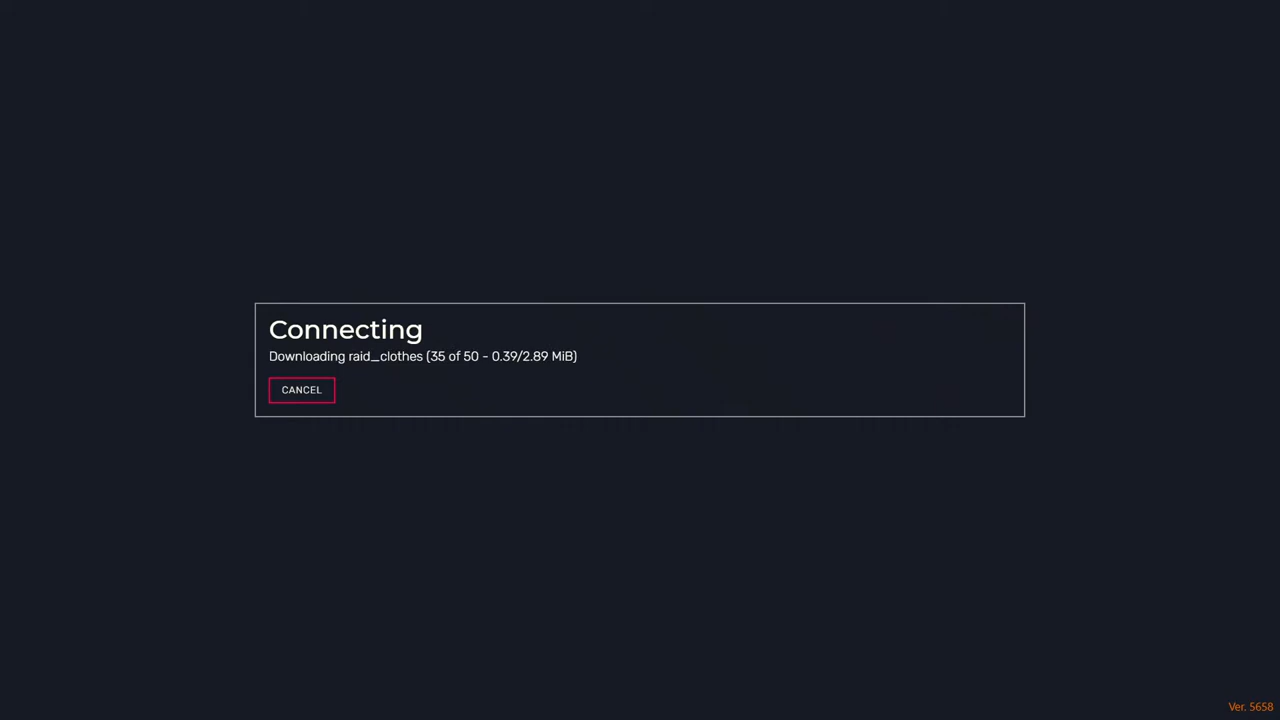 Connecting
Downloading raid_clothes (35 of 50 - 0.39/2.89 MiB)
CANCEL
Ver. 5658